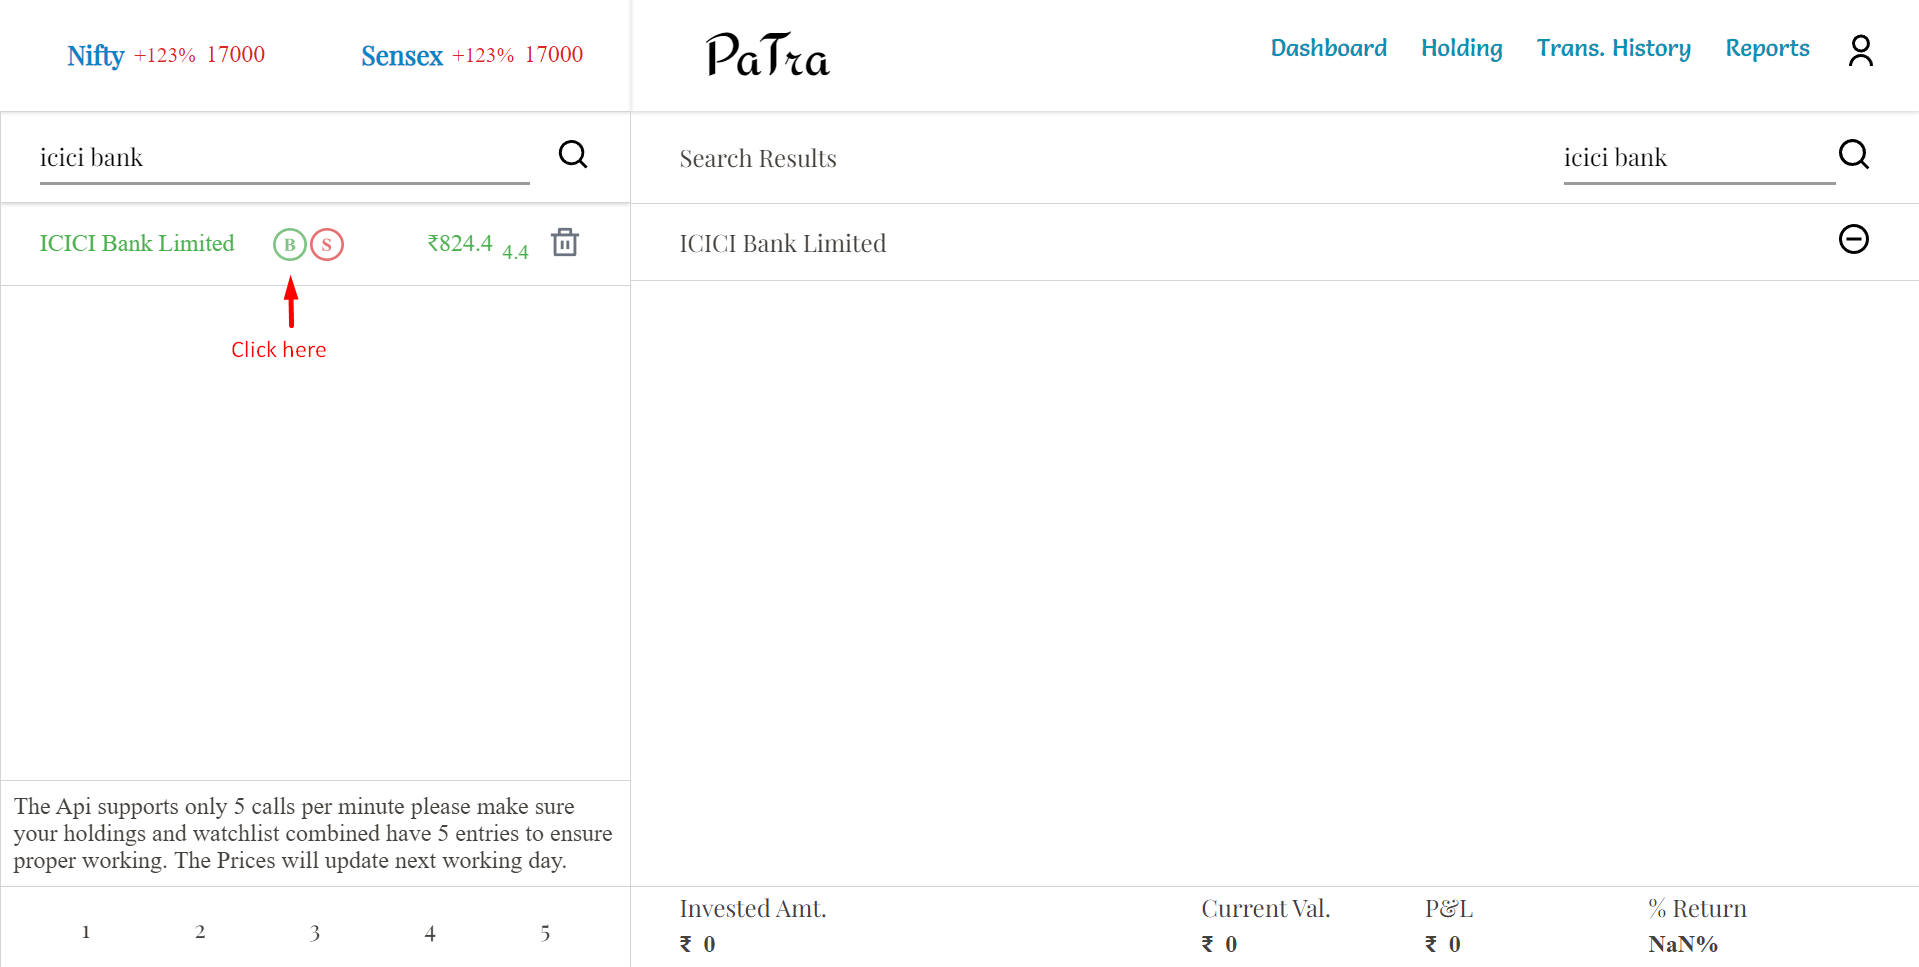 Nifty +123% 17000 Sensex +123% 17000
PaTra
Dashboard Holding Trans. History Reports
icici bank
Search Results
icici bank
ICICI Bank Limited B S ₹824.4 4.4
ICICI Bank Limited
Click here
The Api supports only 5 calls per minute please make sure
your holdings and watchlist combined have 5 entries to ensure
proper working. The Prices will update next working day.
1 2 3 4 5
Invested Amt. Current Val. P&L % Return
₹ 0 ₹ 0 ₹ 0 NaN%